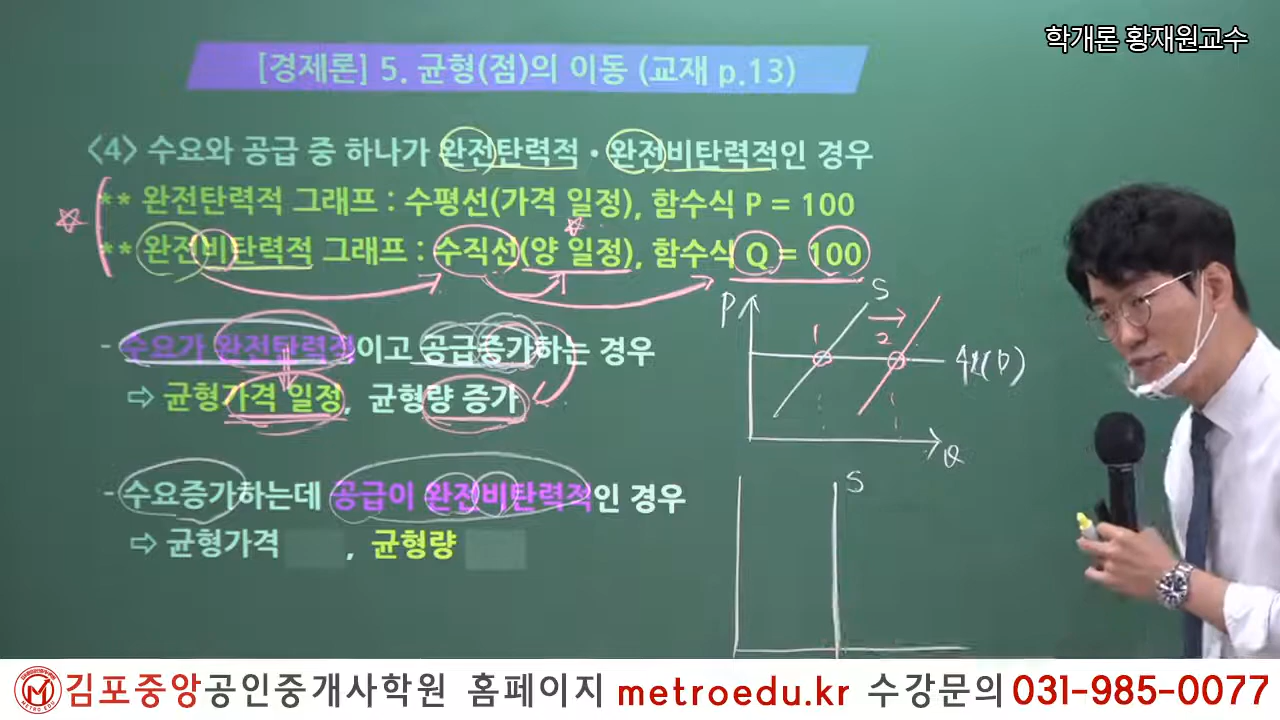 학개론 황재원교수
[경제론] 5. 균형(점)의 이동 (교재 p.13)
<4> 수요와 공급 중 하나가 완전탄력적・완전비탄력적인 경우
** 완전탄력적 그래프 : 수평선(가격 일정), 함수식 P = 100
** 완전비탄력적 그래프 : 수직선(양 일정), 함수식 Q = 100
P
S
1
2
(D)
Q
- 수요가 완전탄력적이고 공급증가하는 경우
⇨ 균형가격 일정, 균형량 증가
S
- 수요증가하는데 공급이 완전비탄력적인 경우
⇨ 균형가격 , 균형량
METRO EDU
김포중앙공인중개사학원 홈페이지 metroedu.kr 수강문의 031-985-0077